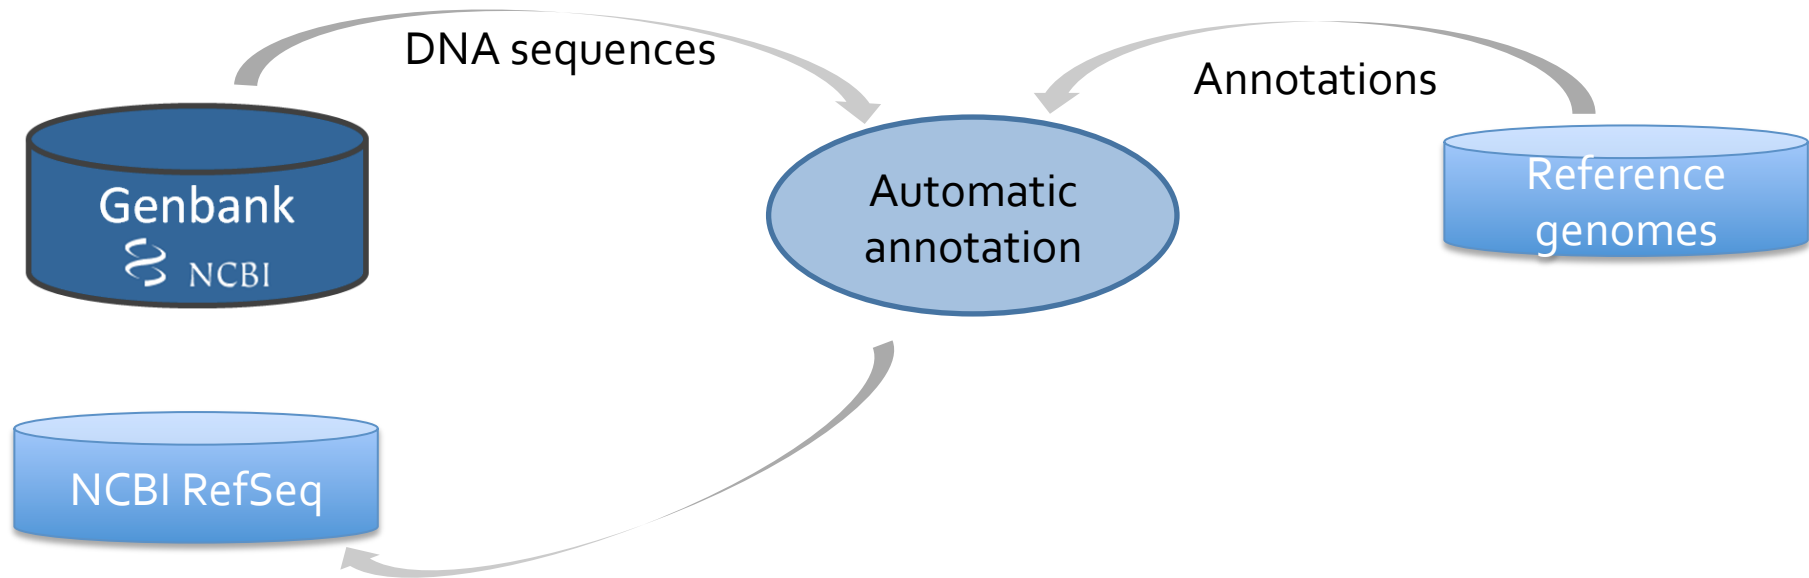 DNA sequences
Annotations
Genbank
NCBI
Automatic
annotation
Reference
genomes
NCBI RefSeq